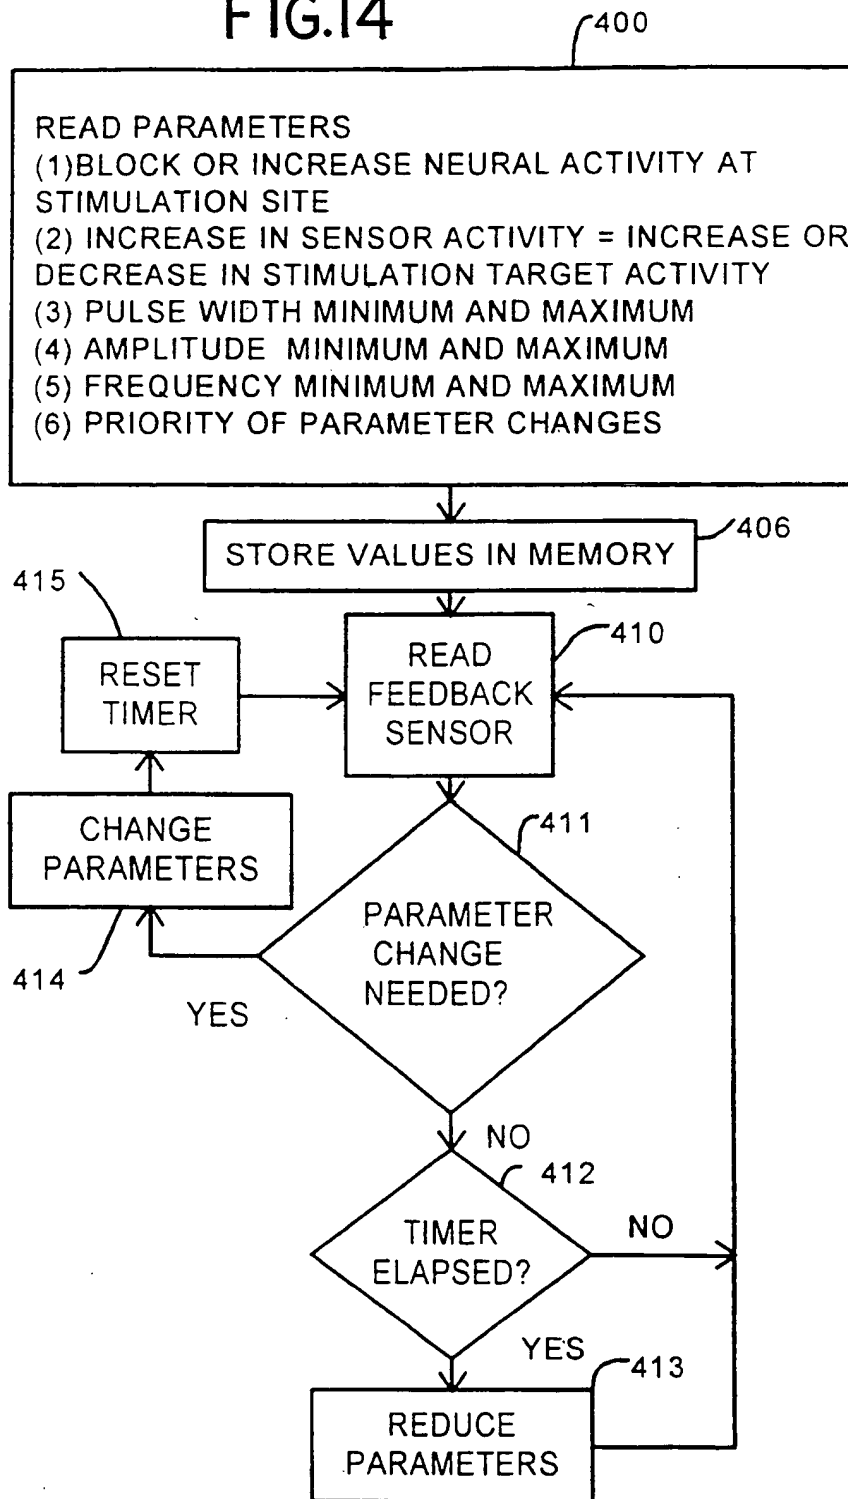 FIG.14
400
READ PARAMETERS
(1)BLOCK OR INCREASE NEURAL ACTIVITY AT
STIMULATION SITE
(2) INCREASE IN SENSOR ACTIVITY = INCREASE OR
DECREASE IN STIMULATION TARGET ACTIVITY
(3) PULSE WIDTH MINIMUM AND MAXIMUM
(4) AMPLITUDE MINIMUM AND MAXIMUM
(5) FREQUENCY MINIMUM AND MAXIMUM
(6) PRIORITY OF PARAMETER CHANGES
STORE VALUES IN MEMORY
406
415
RESET
TIMER
READ
FEEDBACK
SENSOR
410
CHANGE
PARAMETERS
414
411
PARAMETER
CHANGE
NEEDED?
YES
NO
412
TIMER
ELAPSED?
NO
YES
413
REDUCE
PARAMETERS